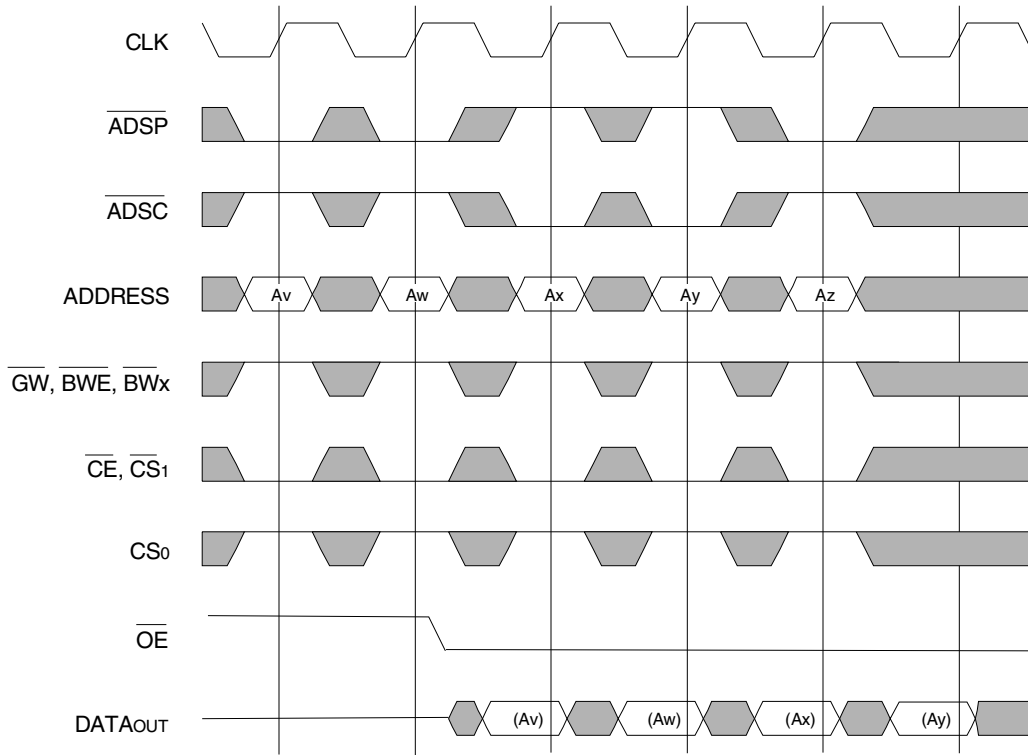 CLK
ADSP
ADSC
ADDRESS Av Aw Ax Ay Az
GW, BWE, BWx
CE, CS1
CS0
OE
DATAOUT (Av) (Aw) (Ax) (Ay)